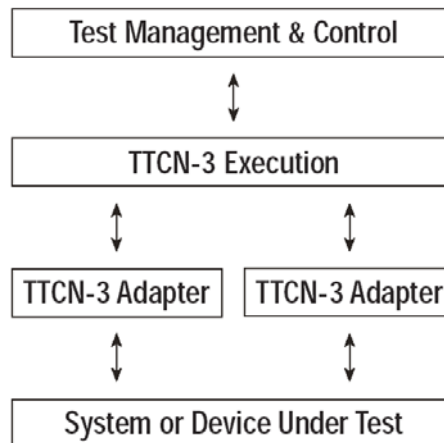 Test Management & Control
TTCN-3 Execution
TTCN-3 Adapter
TTCN-3 Adapter
System or Device Under Test